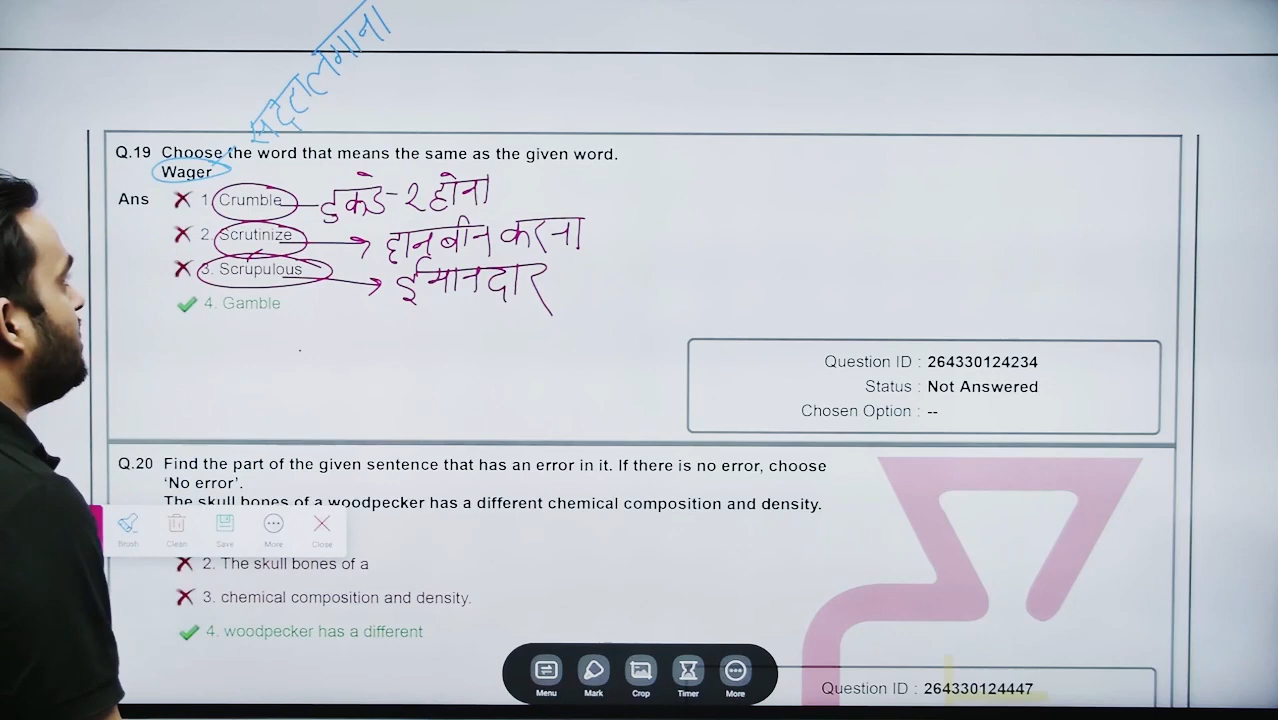 सट्टा लगाना
Q.19 Choose the word that means the same as the given word.
Wager
Ans 1. Crumble – टुकडे-२ होना
2. Scrutinize → छानबीन करना
3. Scrupulous → ईमानदार
4. Gamble
Question ID : 264330124234
Status : Not Answered
Chosen Option : --
Q.20 Find the part of the given sentence that has an error in it. If there is no error, choose
‘No error’.
The skull bones of a woodpecker has a different chemical composition and density.
Brush Clean Save More Close
2. The skull bones of a
3. chemical composition and density.
4. woodpecker has a different
Menu Mark Crop Timer More
Question ID : 264330124447